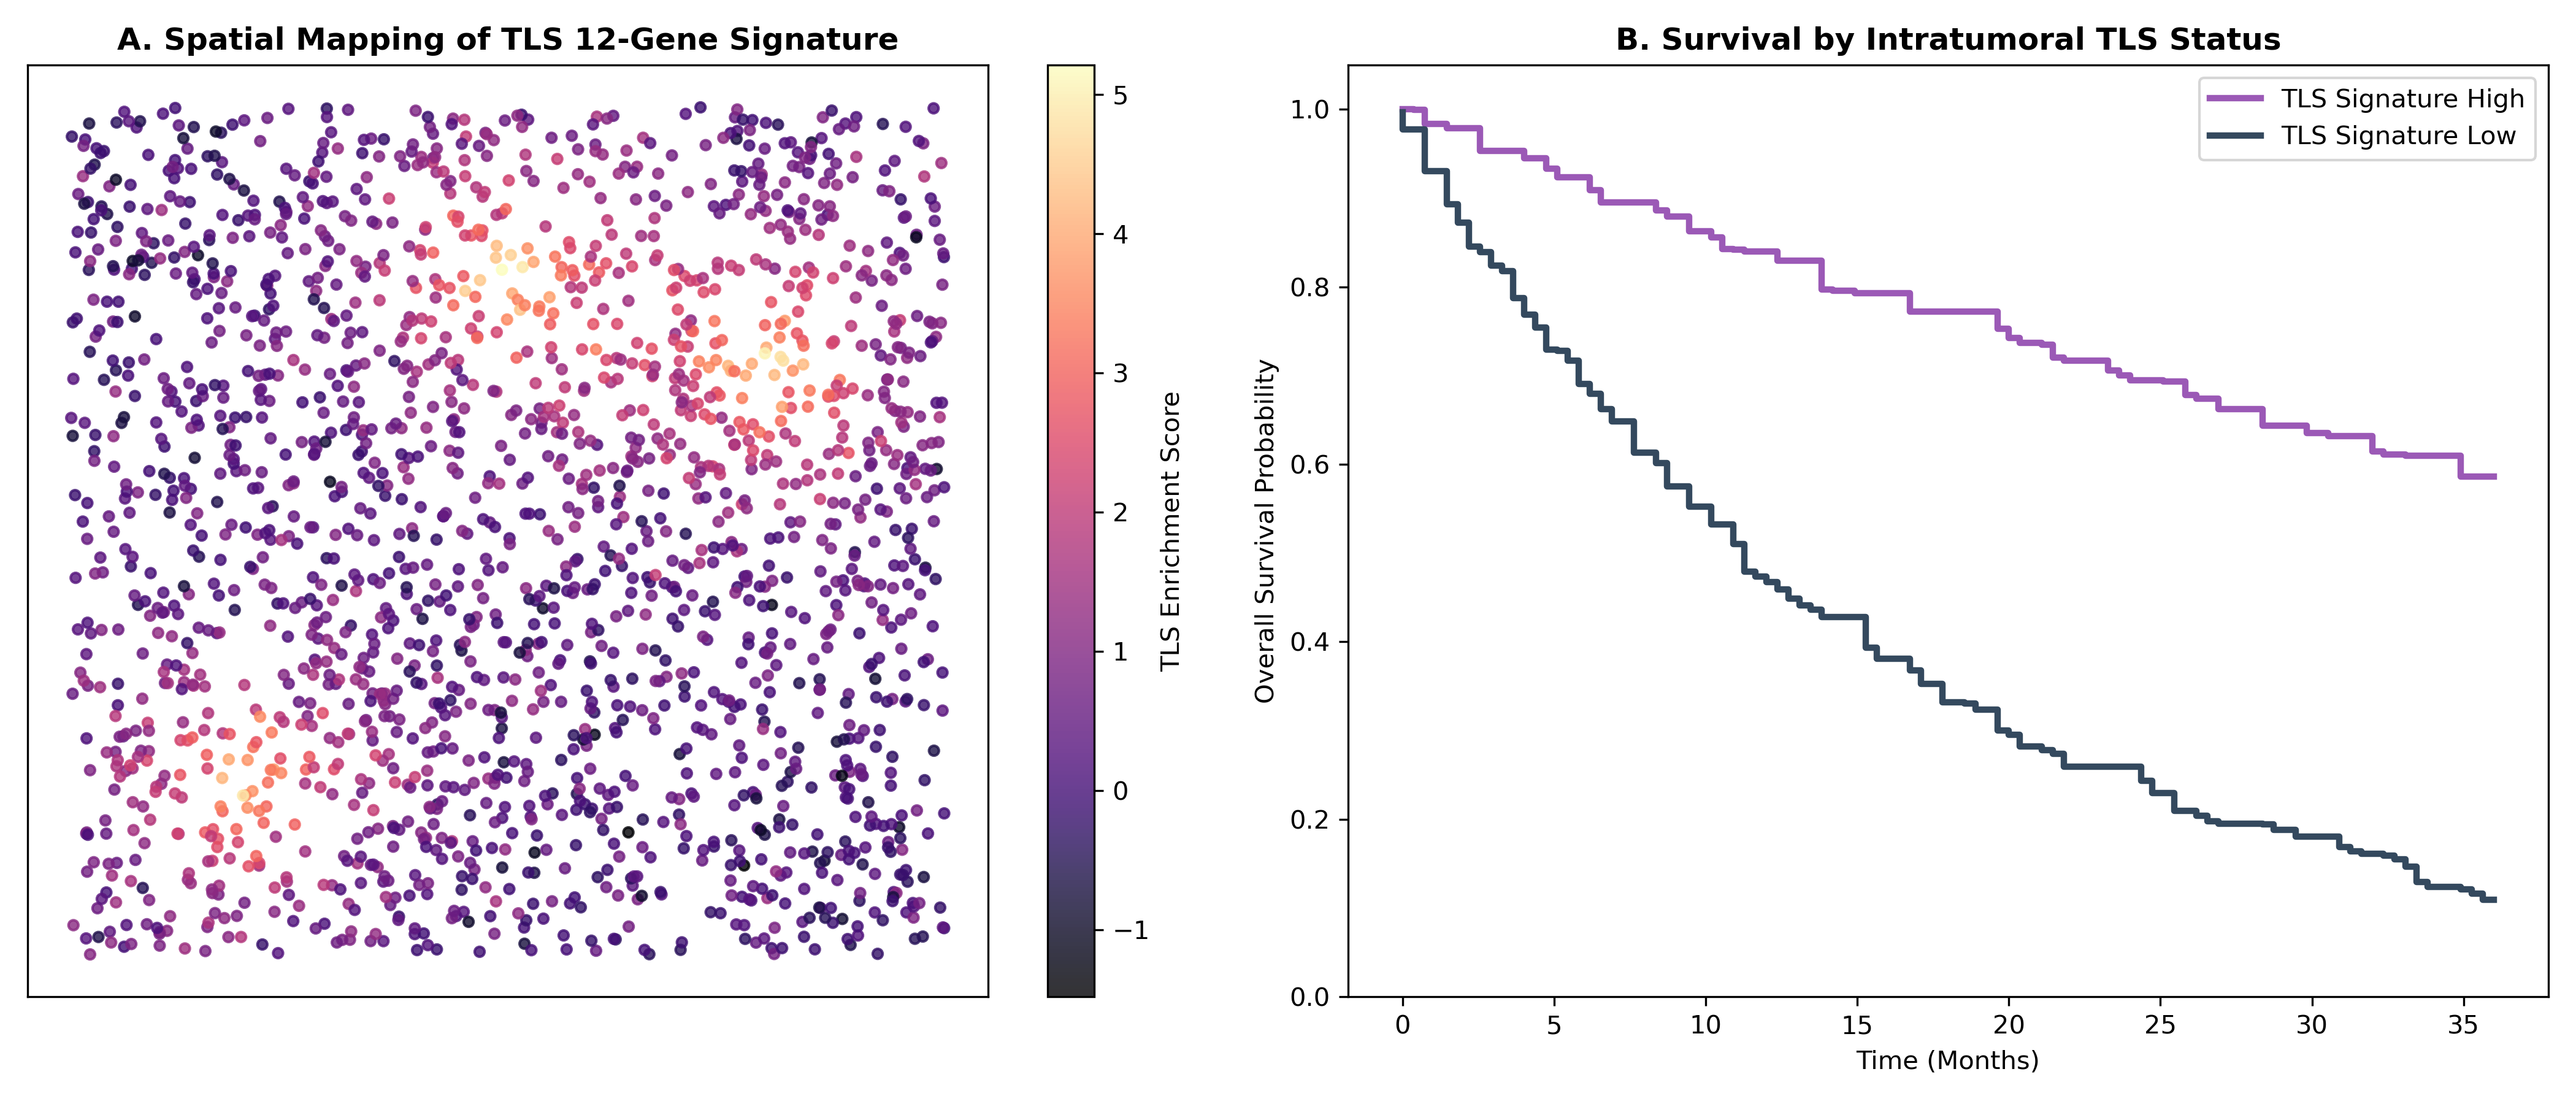 A. Spatial Mapping of TLS 12-Gene Signature
5
4
3
2
1
0
−1
TLS Enrichment Score
B. Survival by Intratumoral TLS Status
TLS Signature High
TLS Signature Low
1.0
0.8
0.6
0.4
0.2
0.0
Overall Survival Probability
0 5 10 15 20 25 30 35
Time (Months)